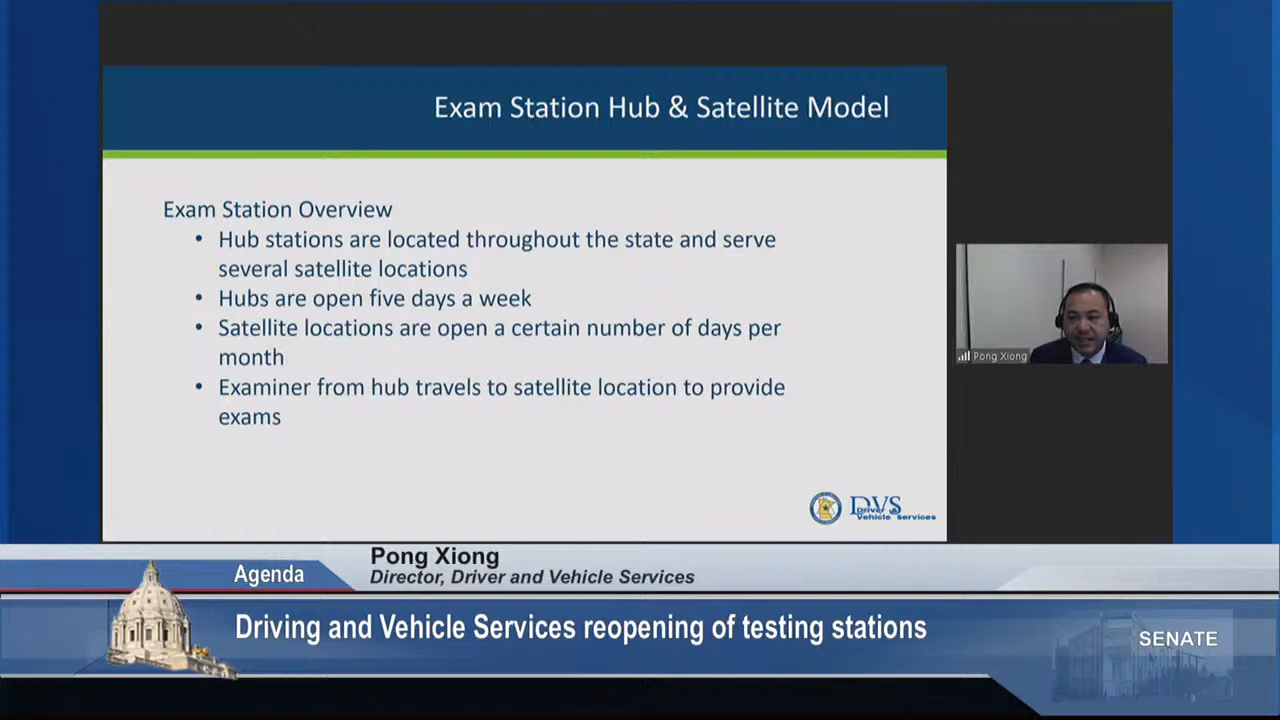 Exam Station Hub & Satellite Model
Exam Station Overview
• Hub stations are located throughout the state and serve
several satellite locations
• Hubs are open five days a week
• Satellite locations are open a certain number of days per
month
• Examiner from hub travels to satellite location to provide
exams
DVS
Driver
Vehicle Services
Pong Xiong
Pong Xiong
Director, Driver and Vehicle Services
Agenda
Driving and Vehicle Services reopening of testing stations
SENATE